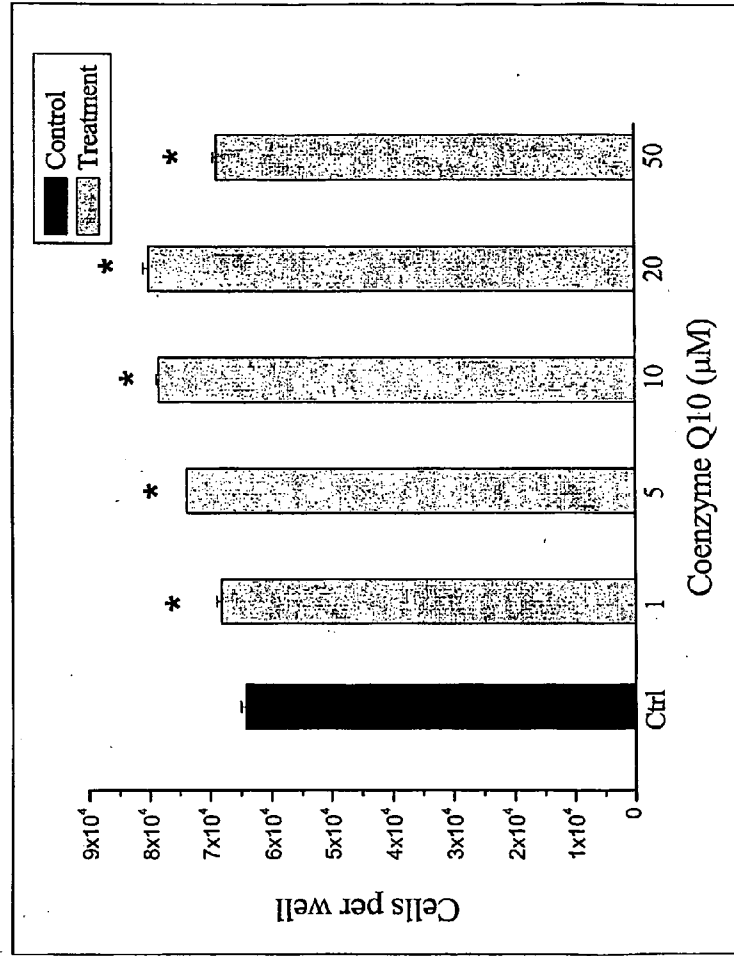 Control
Treatment
*
*
*
*
*
9x10⁴
8x10⁴
7x10⁴
6x10⁴
5x10⁴
4x10⁴
3x10⁴
2x10⁴
1x10⁴
0
Cells per well
Ctrl
1
5
10
20
50
Coenzyme Q10 (μM)